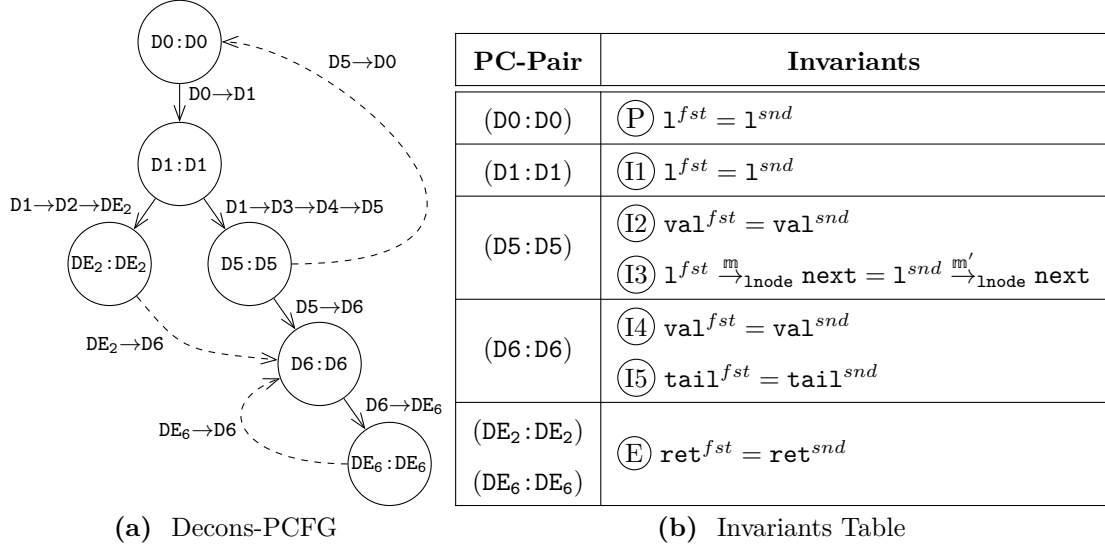 D0:D0
D5→D0
D0→D1
D1:D1
D1→D2→DE₂
D1→D3→D4→D5
DE₂:DE₂
D5:D5
D5→D6
DE₂→D6
D6:D6
D6→DE₆
DE₆→D6
DE₆:DE₆
(a) Decons-PCFG
PC-Pair Invariants
(D0:D0) Ⓟ l^fst = l^snd
(D1:D1) (I1) l^fst = l^snd
(D5:D5)
(I2) val^fst = val^snd
(I3) l^fst →^𝕞_lnode next = l^snd →^𝕞′_lnode next
(D6:D6)
(I4) val^fst = val^snd
(I5) tail^fst = tail^snd
(DE₂:DE₂)
(DE₆:DE₆)
Ⓔ ret^fst = ret^snd
(b) Invariants Table